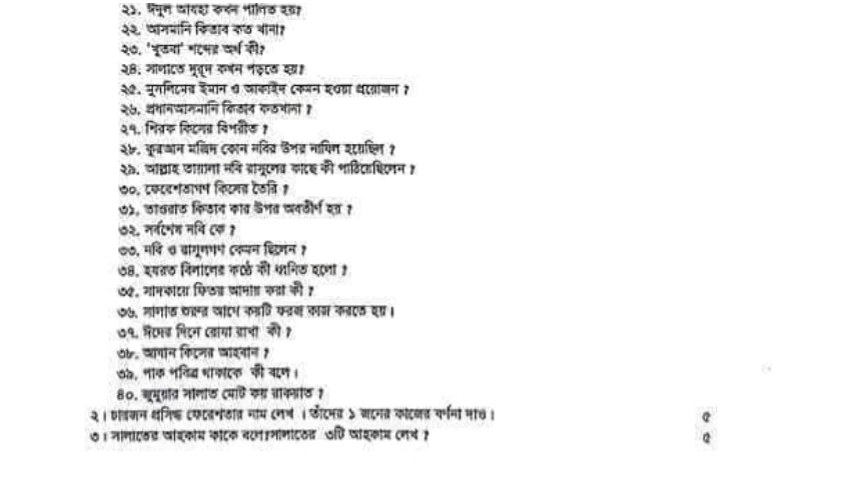 ২১. ঈদুল আযহা কখন পালিত হয়?
২২. আসমানি কিতাব কত খানা?
২৩. 'খুতবা' শব্দের অর্থ কী?
২৪. সালাতে দুরূদ কখন পড়তে হয়?
২৫. মুসলিমের ইমান ও আকাইদ কেমন হওয়া প্রয়োজন ?
২৬. প্রধানআসমানি কিতাব কতখানা ?
২৭. শিরক কিসের বিপরীত ?
২৮. কুরআন মজিদ কোন নবির উপর নাযিল হয়েছিল ?
২৯. আল্লাহ তায়ালা নবি রাসুলের কাছে কী পাঠিয়েছিলেন ?
৩০. ফেরেশতাগণ কিসের তৈরি ?
৩১. তাওরাত কিতাব কার উপর অবতীর্ণ হয় ?
৩২. সর্বশেষ নবি কে ?
৩৩. নবি ও রাসুলগণ কেমন ছিলেন ?
৩৪. হযরত বিলালের কণ্ঠে কী ধ্বনিত হলো ?
৩৫. সাদকায়ে ফিতর আদায় করা কী ?
৩৬. সালাত শুরুর আগে কয়টি ফরজ কাজ করতে হয়।
৩৭. ঈদের দিনে রোযা রাখা কী ?
৩৮. আযান কিসের আহবান ?
৩৯. পাক পবিত্র থাকাকে কী বলে।
৪০. জুমুয়ার সালাত মোট কয় রাকয়াত ?
২। চারজন প্রসিদ্ধ ফেরেশতার নাম লেখ । তাঁদের ১ জনের কাজের বর্ণনা দাও। ৫
৩। সালাতের আহকাম কাকে বলে?সালাতের ৩টি আহকাম লেখ ? ৫